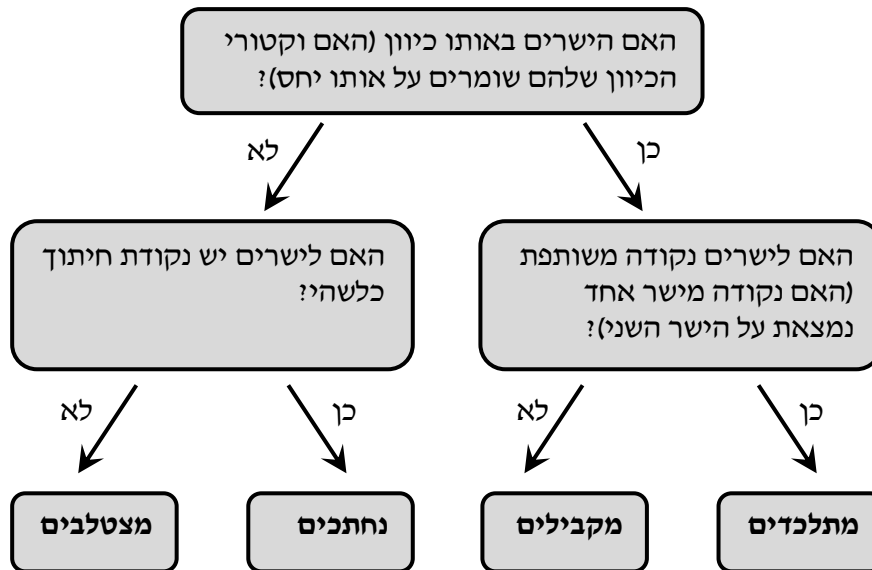 האם הישרים באותו כיוון (האם וקטורי
הכיוון שלהם שומרים על אותו יחס)?
כן
לא
האם לישרים נקודה משותפת
(האם נקודה מישר אחד
נמצאת על הישר השני)?
האם לישרים יש נקודת חיתוך
כלשהי?
כן
לא
כן
לא
מתלכדים
מקבילים
נחתכים
מצטלבים